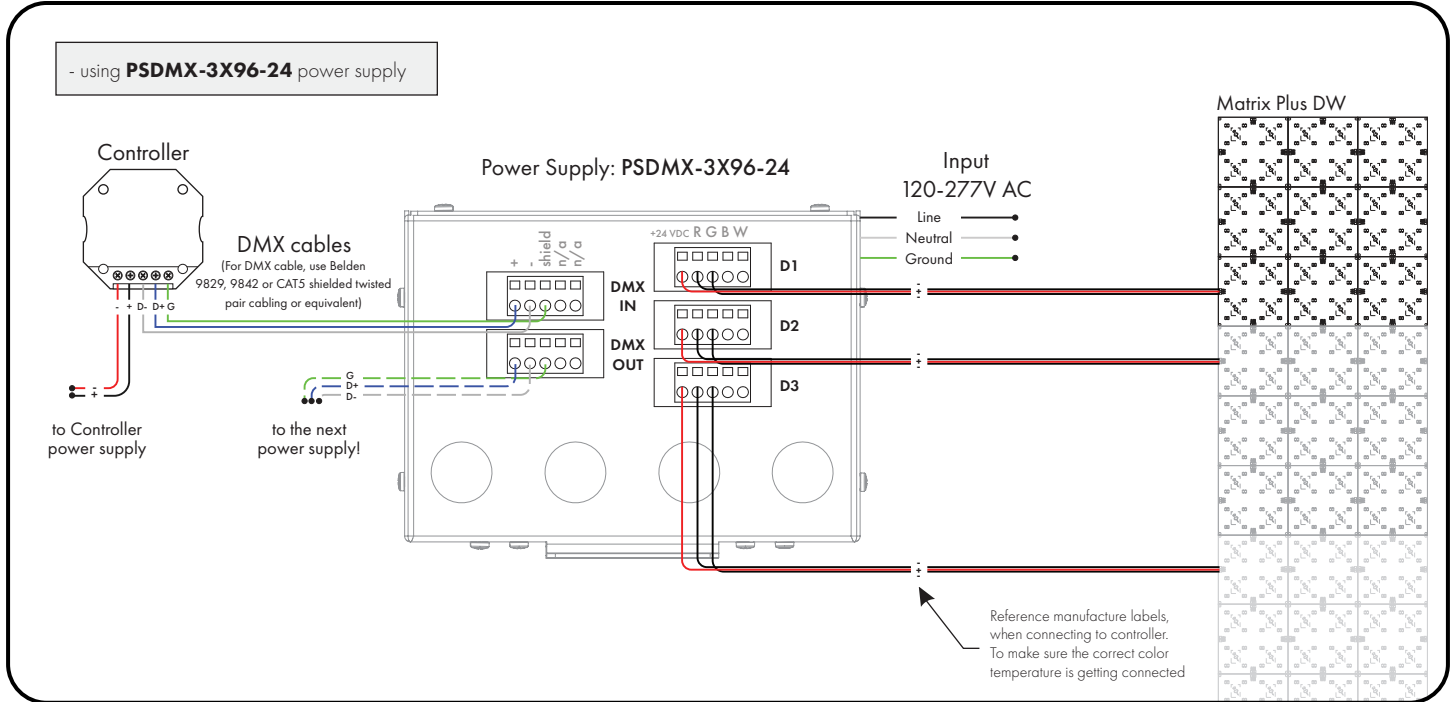 - using PSDMX-3X96-24 power supply
Matrix Plus DW
Controller
Power Supply: PSDMX-3X96-24
Input
120-277V AC
Line
Neutral
Ground
DMX cables
(For DMX cable, use Belden
9829, 9842 or CAT5 shielded twisted
pair cabling or equivalent)
- + D- D+ G
-
+
to Controller
power supply
+ - shield n/a n/a
DMX
IN
DMX
OUT
G
D+
D-
to the next
power supply!
+24 VDC R G B W
D1
D2
D3
-
+
-
-
+
-
-
+
-
Reference manufacture labels,
when connecting to controller.
To make sure the correct color
temperature is getting connected